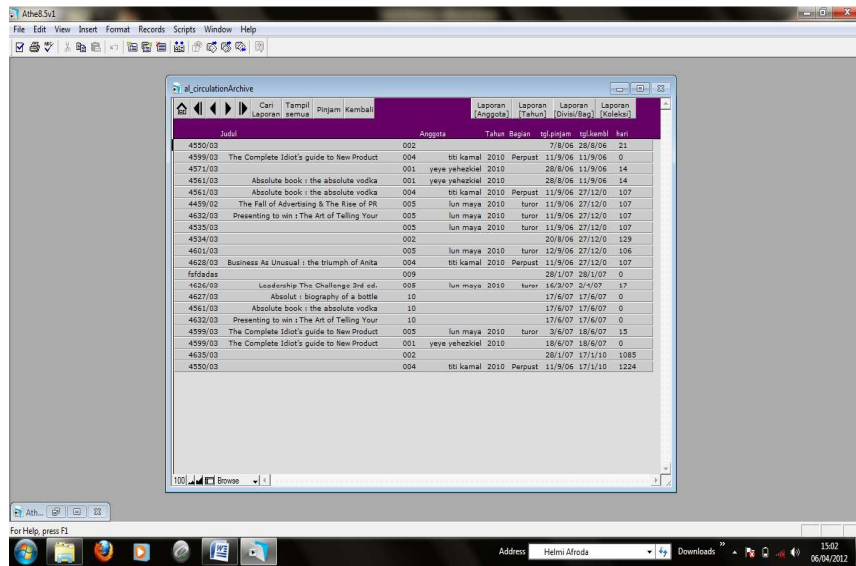 Athe8.5v1
File Edit View Insert Format Records Scripts Window Help
al_circulationArchive
Cari Laporan Tampil semua Pinjam Kembali Laporan [Anggota] Laporan [Tahun] Laporan [Divisi/Bag] Laporan [Koleksi]
Judul Anggota Tahun Bagian tgl.pinjam tgl.kembl hari
4550/03 002 7/8/06 28/8/06 21
4599/03 The Complete Idiot's guide to New Product 004 titi kamal 2010 Perpust 11/9/06 11/9/06 0
4571/03 001 yeye yehezkiel 2010 28/8/06 11/9/06 14
4561/03 Absolute book : the absolute vodka 001 yeye yehezkiel 2010 28/8/06 11/9/06 14
4561/03 Absolute book : the absolute vodka 004 titi kamal 2010 Perpust 11/9/06 27/12/0 107
4459/02 The Fall of Advertising & The Rise of PR 005 lun maya 2010 turor 11/9/06 27/12/0 107
4632/03 Presenting to win : The Art of Telling Your 005 lun maya 2010 turor 11/9/06 27/12/0 107
4535/03 005 lun maya 2010 turor 11/9/06 27/12/0 107
4534/03 002 20/8/06 27/12/0 129
4601/03 005 lun maya 2010 turor 12/9/06 27/12/0 106
4628/03 Business As Unusual : the triumph of Anita 004 titi kamal 2010 Perpust 11/9/06 27/12/0 107
fsfdadas 009 28/1/07 28/1/07 0
4626/03 Leadership The Challenge 3rd ed. 005 lun maya 2010 turor 16/3/07 2/4/07 17
4627/03 Absolut : biography of a bottle 10 17/6/07 17/6/07 0
4561/03 Absolute book : the absolute vodka 10 17/6/07 17/6/07 0
4632/03 Presenting to win : The Art of Telling Your 10 17/6/07 17/6/07 0
4599/03 The Complete Idiot's guide to New Product 005 lun maya 2010 turor 3/6/07 18/6/07 15
4599/03 The Complete Idiot's guide to New Product 001 yeye yehezkiel 2010 18/6/07 18/6/07 0
4635/03 002 28/1/07 17/1/10 1085
4550/03 004 titi kamal 2010 Perpust 11/9/06 17/1/10 1224
100 Browse
Ath...
For Help, press F1
Address Helmi Afroda Downloads 15:02
06/04/2012